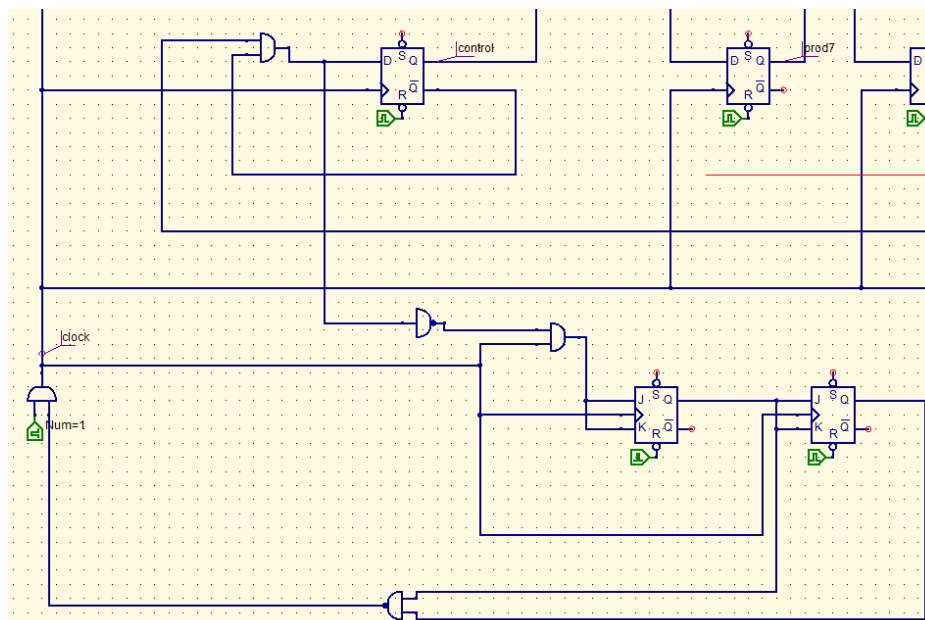 control
prod7
D S Q
Q
R
D S Q
Q
R
D
clock
Num=1
J S Q
K R Q
J S Q
K R Q